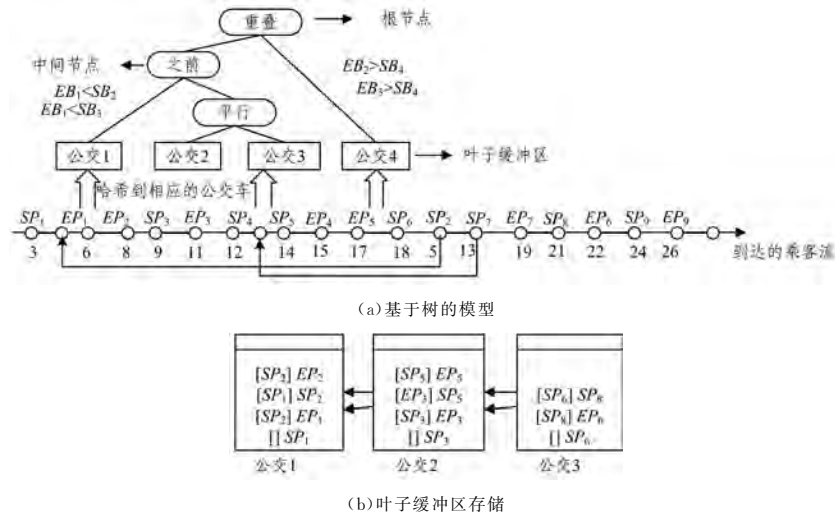 重叠
根节点
中间节点
之前
EB₂>SB₄
EB₃>SB₄
EB₁<SB₂
EB₁<SB₃
平行
公交1 公交2 公交3 公交4
叶子缓冲区
哈希到相应的公交车
SP₁ EP₁ EP₂ SP₃ EP₃ SP₄ SP₅ EP₄ EP₅ SP₆ SP₂ SP₇ EP₇ SP₈ EP₆ SP₉ EP₉
3 6 8 9 11 12 14 15 17 18 5 13 19 21 22 24 26
到达的乘客流
(a)基于树的模型
[SP₂] EP₂ [SP₅] EP₅
[SP₁] SP₂ [EP₃] SP₅ [SP₆] SP₈
[SP₂] EP₁ [SP₃] EP₃ [SP₈] EP₆
[] SP₁ [] SP₃ [] SP₆
公交1 公交2 公交3
(b)叶子缓冲区存储